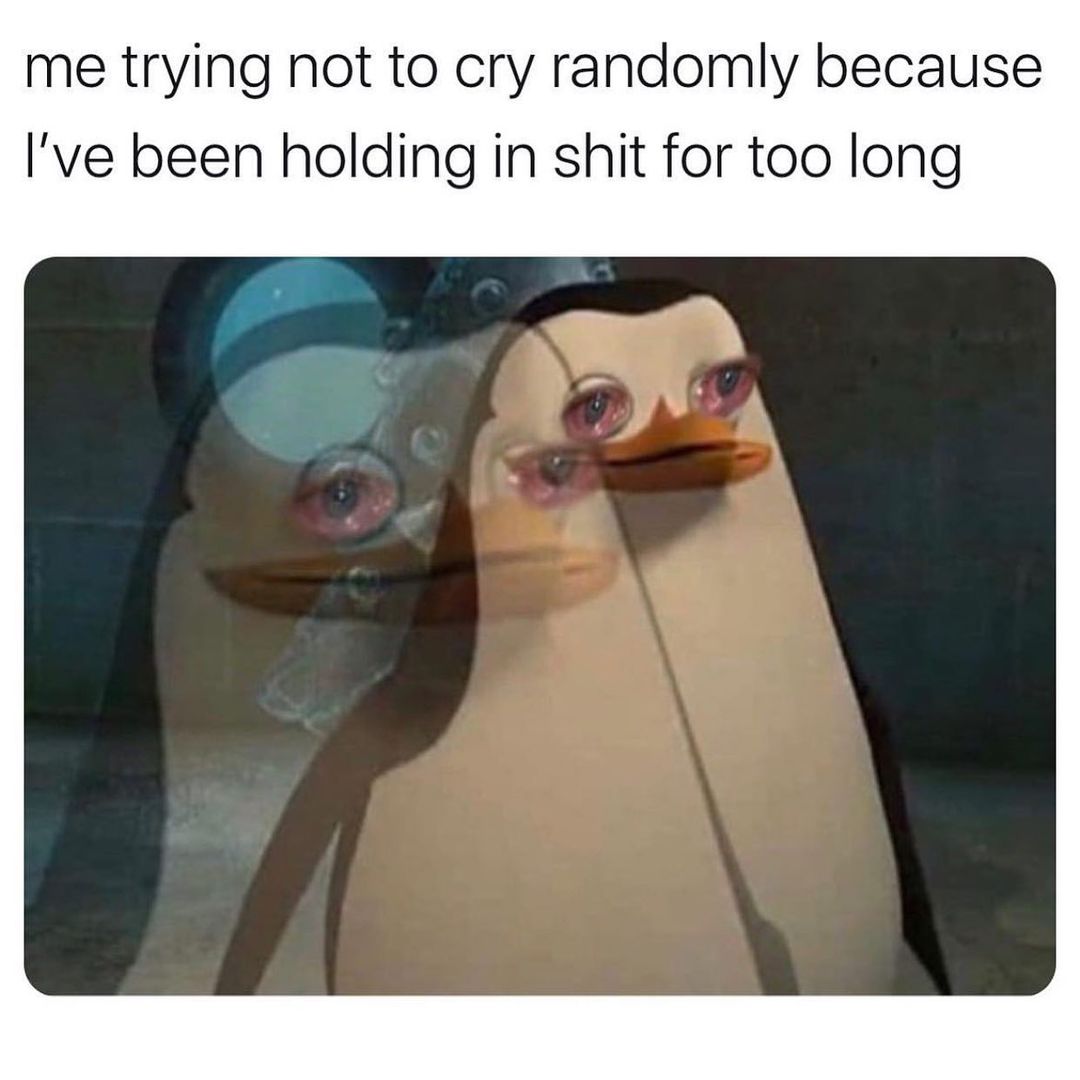 me trying not to cry randomly because
I’ve been holding in shit for too long